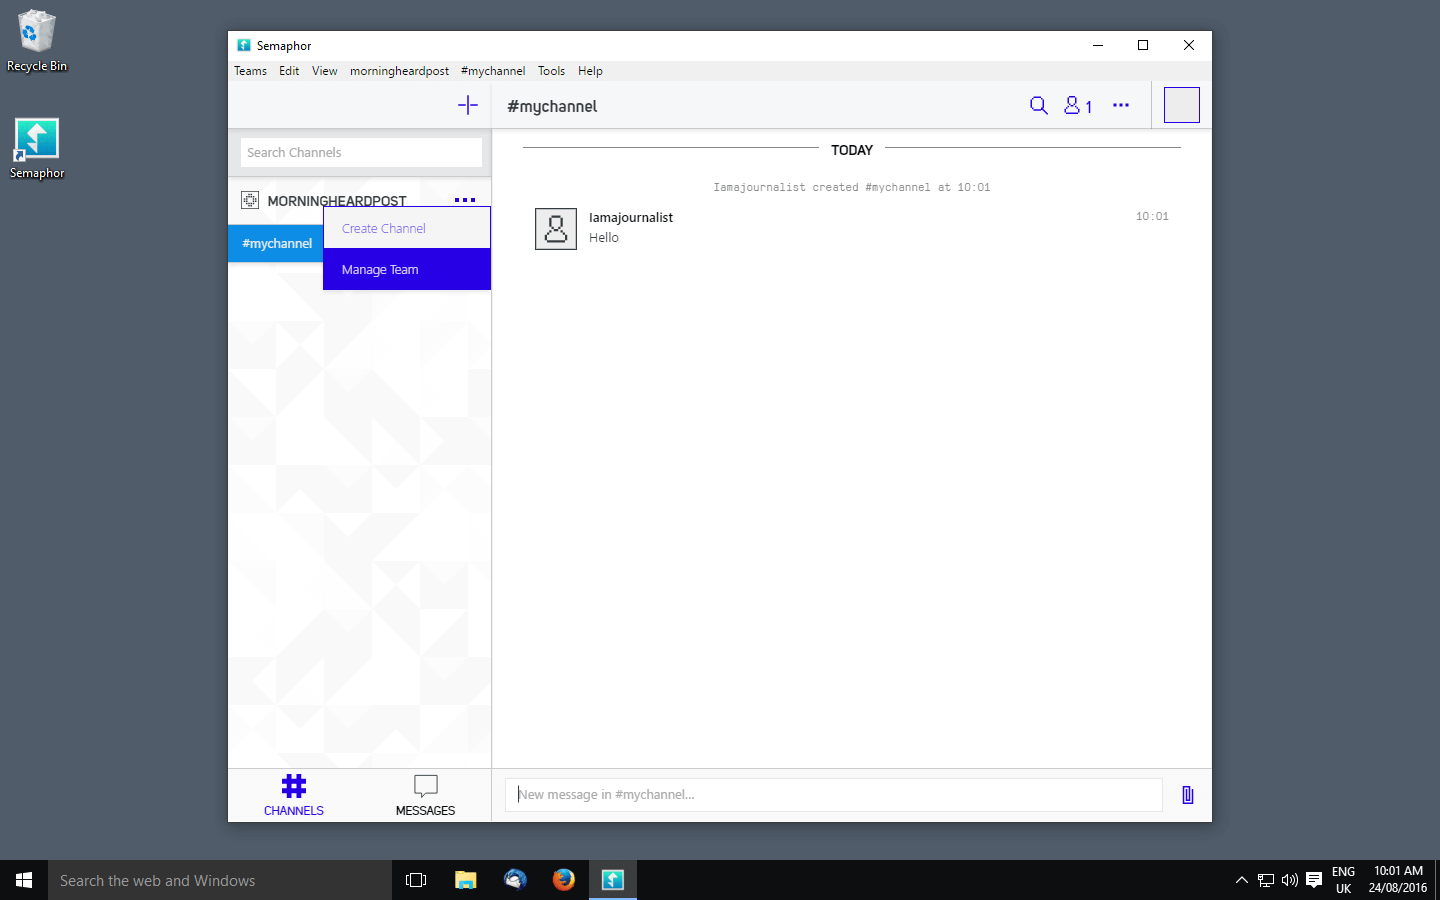 Recycle Bin
Semaphor
Semaphor
Teams Edit View morningheardpost #mychannel Tools Help
#mychannel
1
Search Channels
MORNINGHEARDPOST
Create Channel
#mychannel
Manage Team
TODAY
Iamajournalist created #mychannel at 10:01
Iamajournalist
10:01
Hello
CHANNELS
MESSAGES
New message in #mychannel...
Search the web and Windows
ENG
UK
10:01 AM
24/08/2016